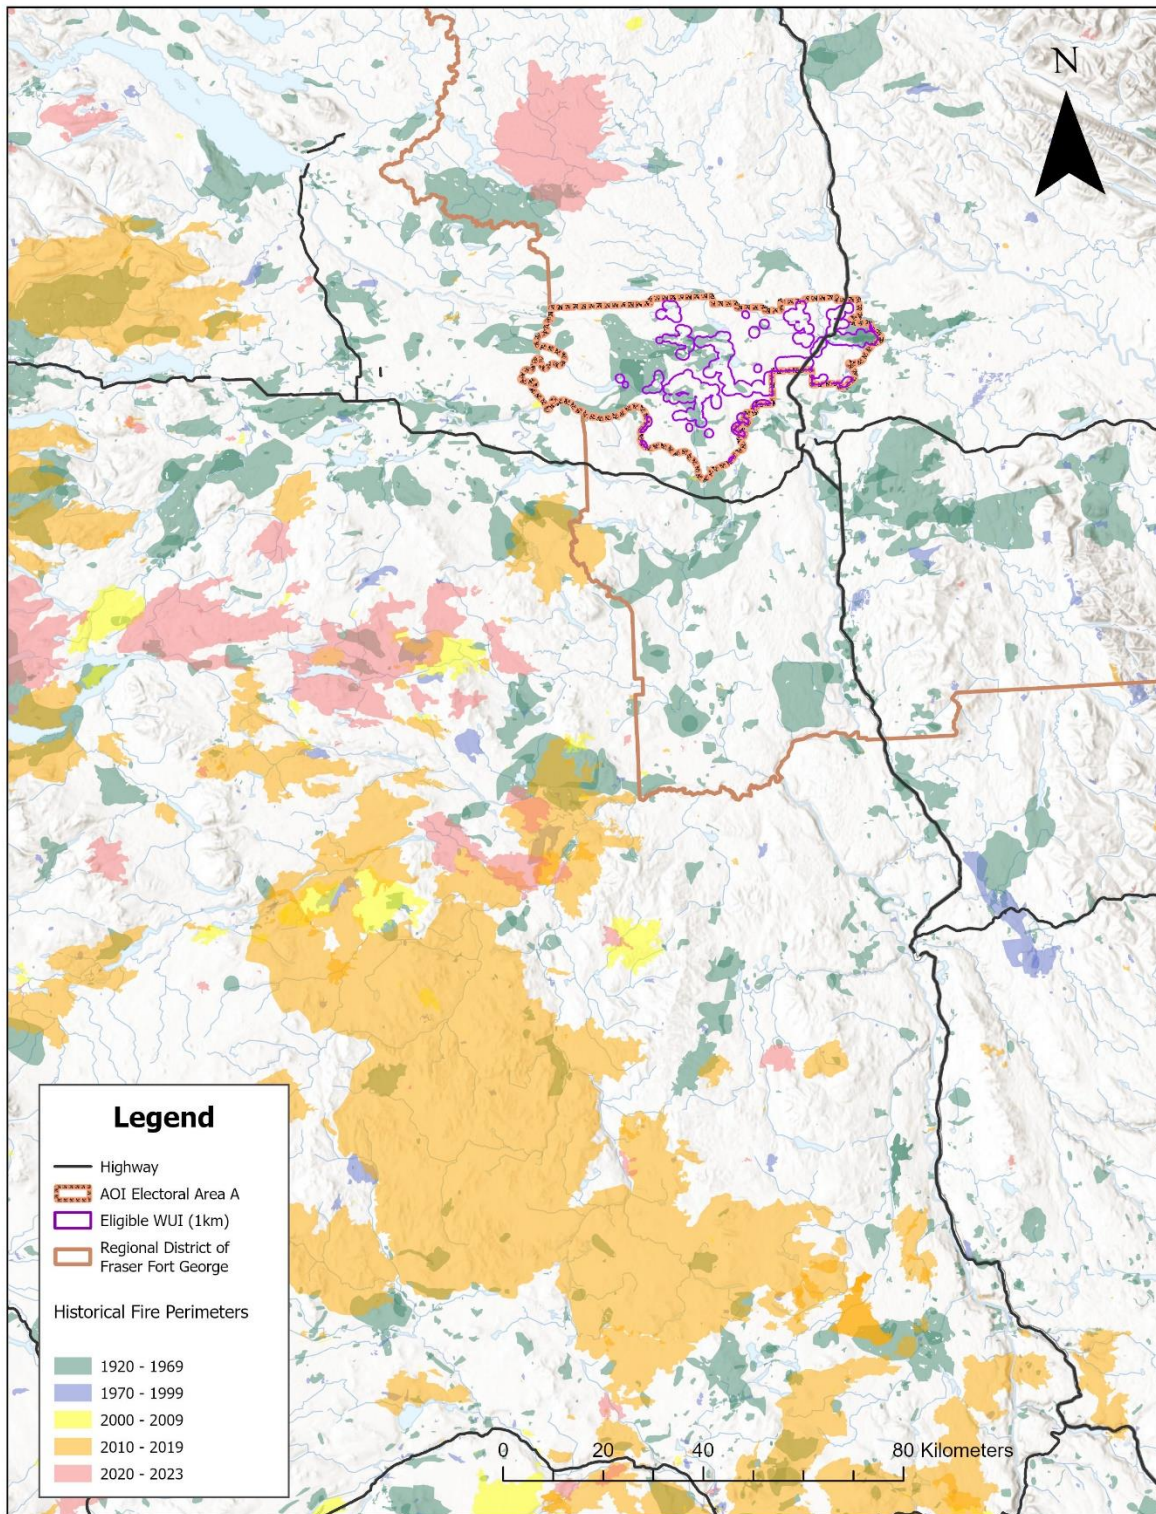 N
Legend
Highway
AOI Electoral Area A
Eligible WUI (1km)
Regional District of
Fraser Fort George
Historical Fire Perimeters
1920 - 1969
1970 - 1999
2000 - 2009
2010 - 2019
2020 - 2023
0 20 40 80 Kilometers